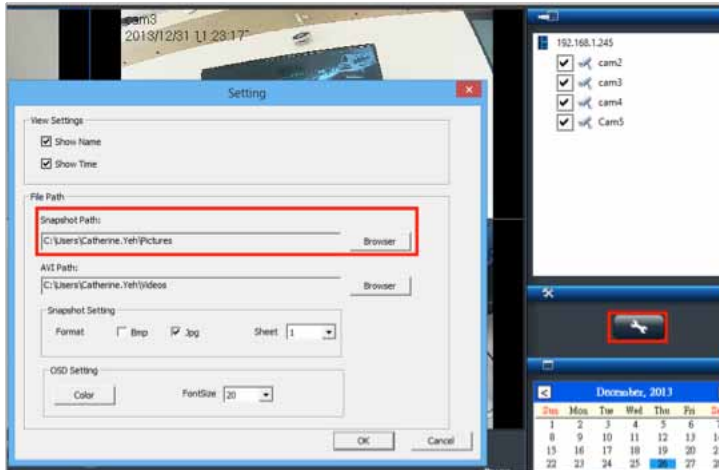 cam3
2013/12/31 11:23:17
Setting
View Settings
Show Name
Show Time
File Path
Snapshot Path:
C:\Users\Catherine.Yeh\Pictures
Browser
AVI Path:
C:\Users\Catherine.Yeh\Videos
Browser
Snapshot Setting
Format Bmp Jpg Sheet 1
OSD Setting
Color FontSize 20
OK Cancel
192.168.1.245
cam2
cam3
cam4
Cam5
December, 2013
Sun Mon Tue Wed Thu Fri
1 2 3 4 5 6 7
8 9 10 11 12 13
15 16 17 18 19 20
22 23 24 25 26 27